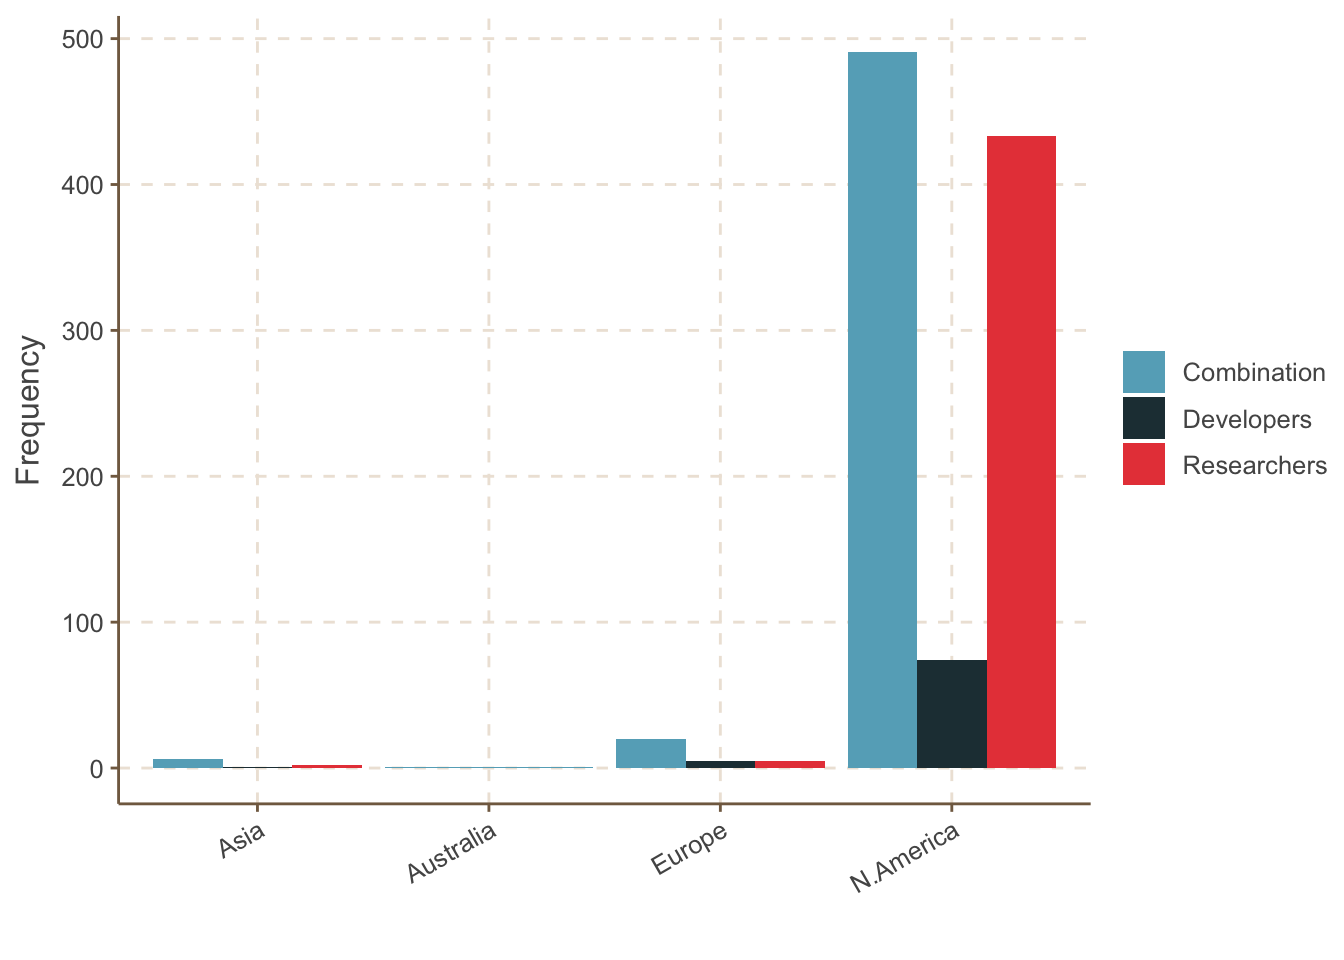 500
400
300
200
100
0
Frequency
Asia
Australia
Europe
N.America
Combination
Developers
Researchers